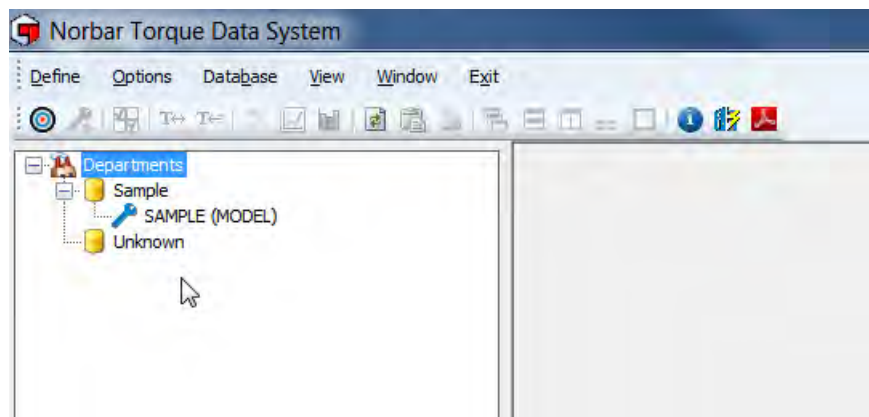 Norbar Torque Data System
Define Options Database View Window Exit
Departments
Sample
SAMPLE (MODEL)
Unknown